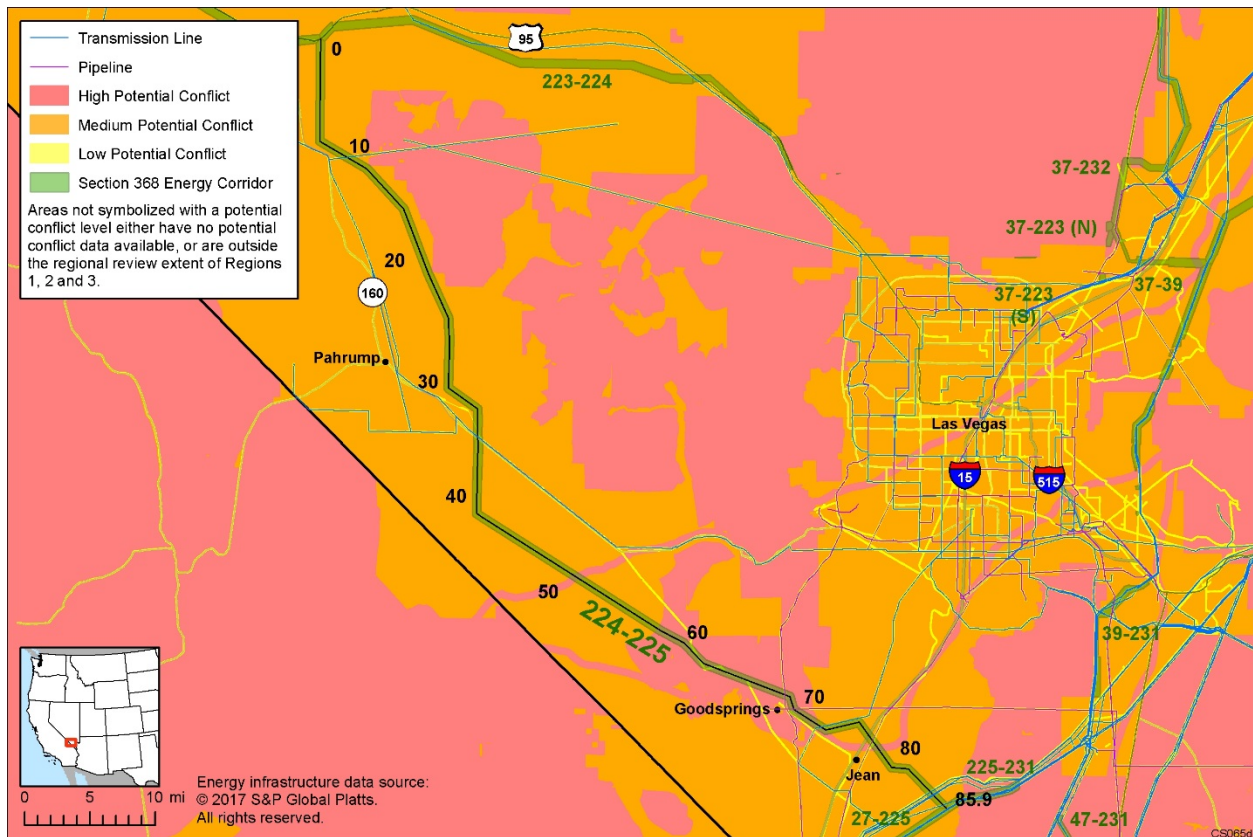 Transmission Line
Pipeline
High Potential Conflict
Medium Potential Conflict
Low Potential Conflict
Section 368 Energy Corridor
Areas not symbolized with a potential
conflict level either have no potential
conflict data available, or are outside
the regional review extent of Regions
1, 2 and 3.
0
95
223-224
10
37-232
37-223 (N)
20
160
37-223
(S)
37-39
Pahrump
30
Las Vegas
15
515
40
50
224-225
60
39-231
70
Goodsprings
80
Jean
225-231
85.9
27-225
47-231
Energy infrastructure data source:
© 2017 S&P Global Platts.
All rights reserved.
0 5 10 mi
CS065d